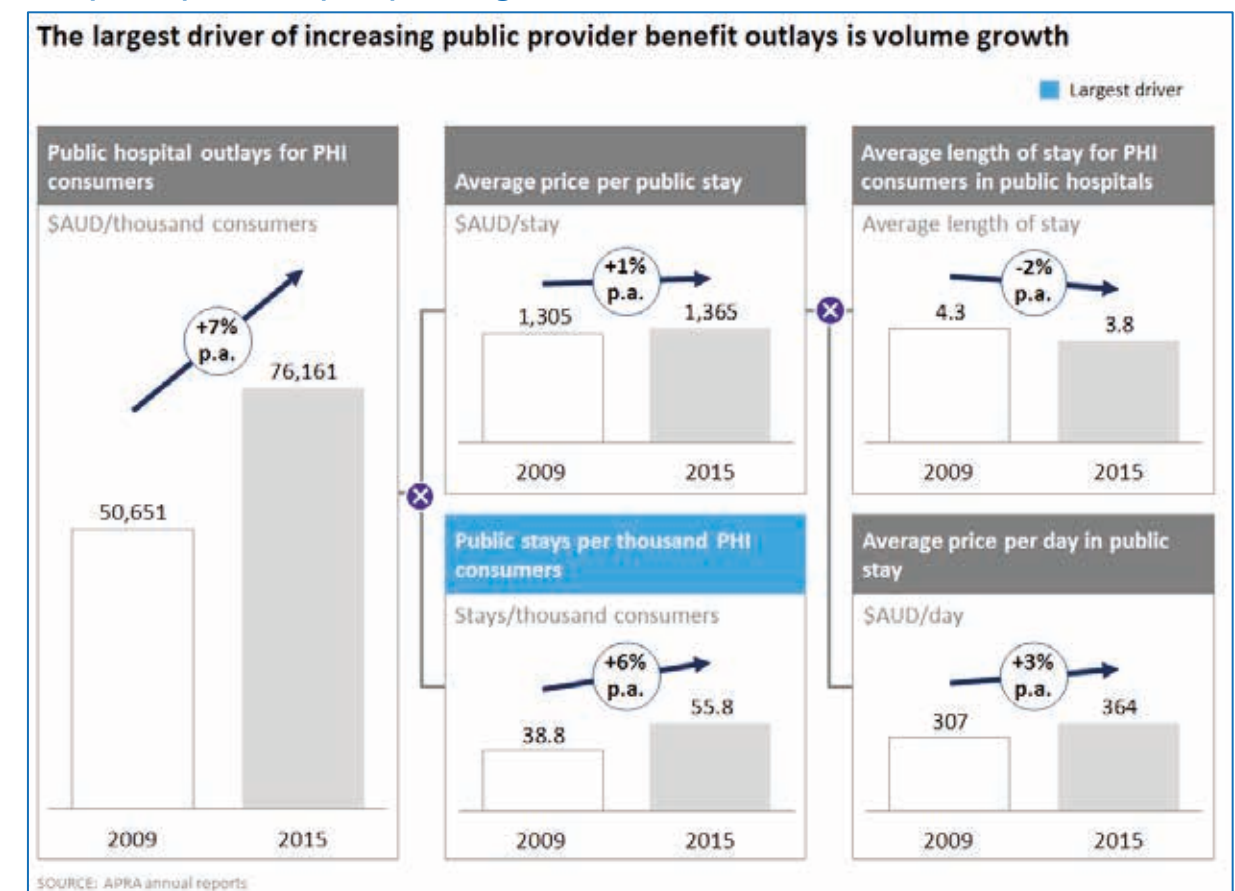 The largest driver of increasing public provider benefit outlays is volume growth
Largest driver
Public hospital outlays for PHI
consumers
$AUD/thousand consumers
+7%
p.a.
76,161
50,651
2009 2015
Average price per public stay
$AUD/stay
+1%
p.a.
1,305 1,365
2009 2015
Public stays per thousand PHI
consumers
Stays/thousand consumers
+6%
p.a.
55.8
38.8
2009 2015
Average length of stay for PHI
consumers in public hospitals
Average length of stay
-2%
p.a.
4.3 3.8
2009 2015
Average price per day in public
stay
$AUD/day
+3%
p.a.
307 364
2009 2015
SOURCE: APRA annual reports